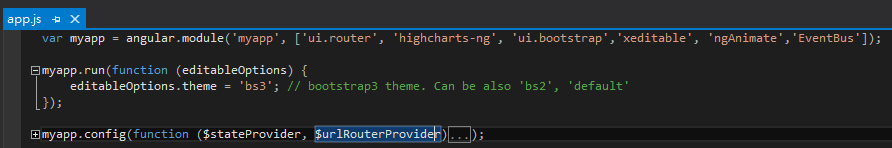 app.js
var myapp = angular.module('myapp', ['ui.router', 'highcharts-ng', 'ui.bootstrap','xeditable', 'ngAnimate','EventBus']);
myapp.run(function (editableOptions) {
editableOptions.theme = 'bs3'; // bootstrap3 theme. Can be also 'bs2', 'default'
});
myapp.config(function ($stateProvider, $urlRouterProvider)...);